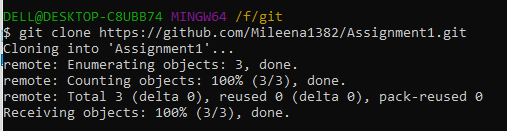 DELL@DESKTOP-C8UBB74 MINGW64 /f/git
$ git clone https://github.com/Mileena1382/Assignment1.git
Cloning into 'Assignment1'...
remote: Enumerating objects: 3, done.
remote: Counting objects: 100% (3/3), done.
remote: Total 3 (delta 0), reused 0 (delta 0), pack-reused 0
Receiving objects: 100% (3/3), done.